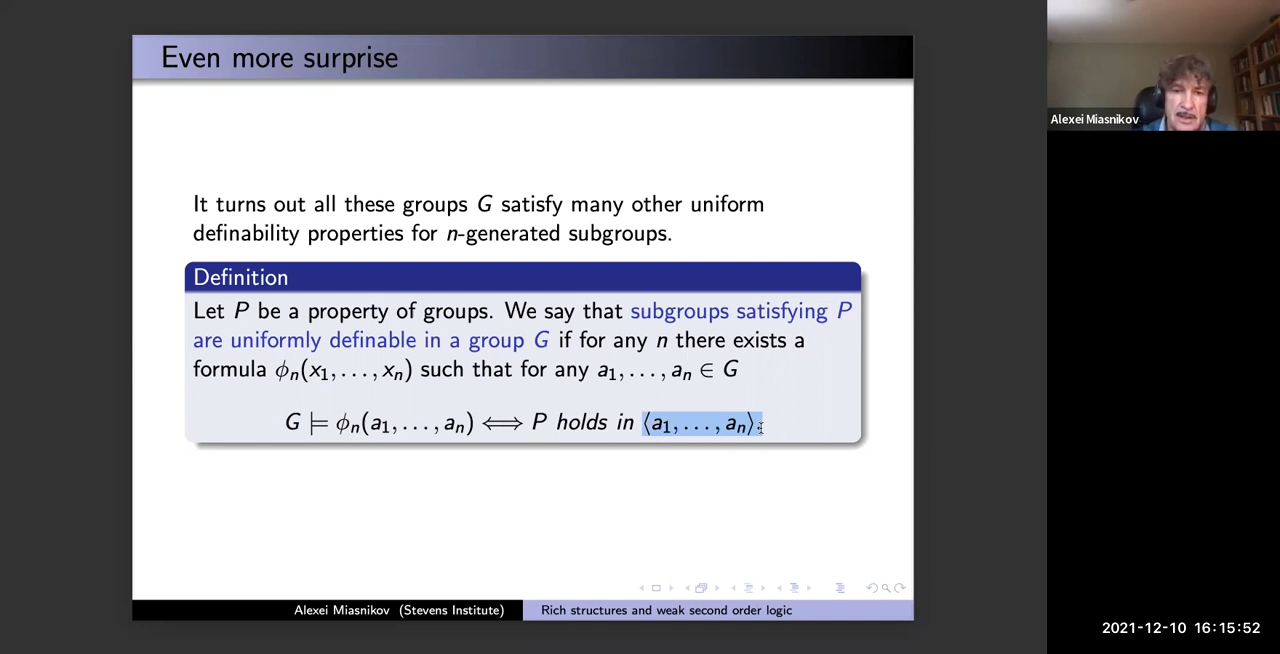 Even more surprise
It turns out all these groups G satisfy many other uniform
definability properties for n-generated subgroups.
Definition
Let P be a property of groups. We say that subgroups satisfying P
are uniformly definable in a group G if for any n there exists a
formula ϕₙ(x₁, . . . , xₙ) such that for any a₁, . . . , aₙ ∈ G
G ⊨ ϕₙ(a₁, . . . , aₙ) ⟺ P holds in ⟨a₁, . . . , aₙ⟩.
Alexei Miasnikov (Stevens Institute)
Rich structures and weak second order logic
Alexei Miasnikov
2021-12-10 16:15:52